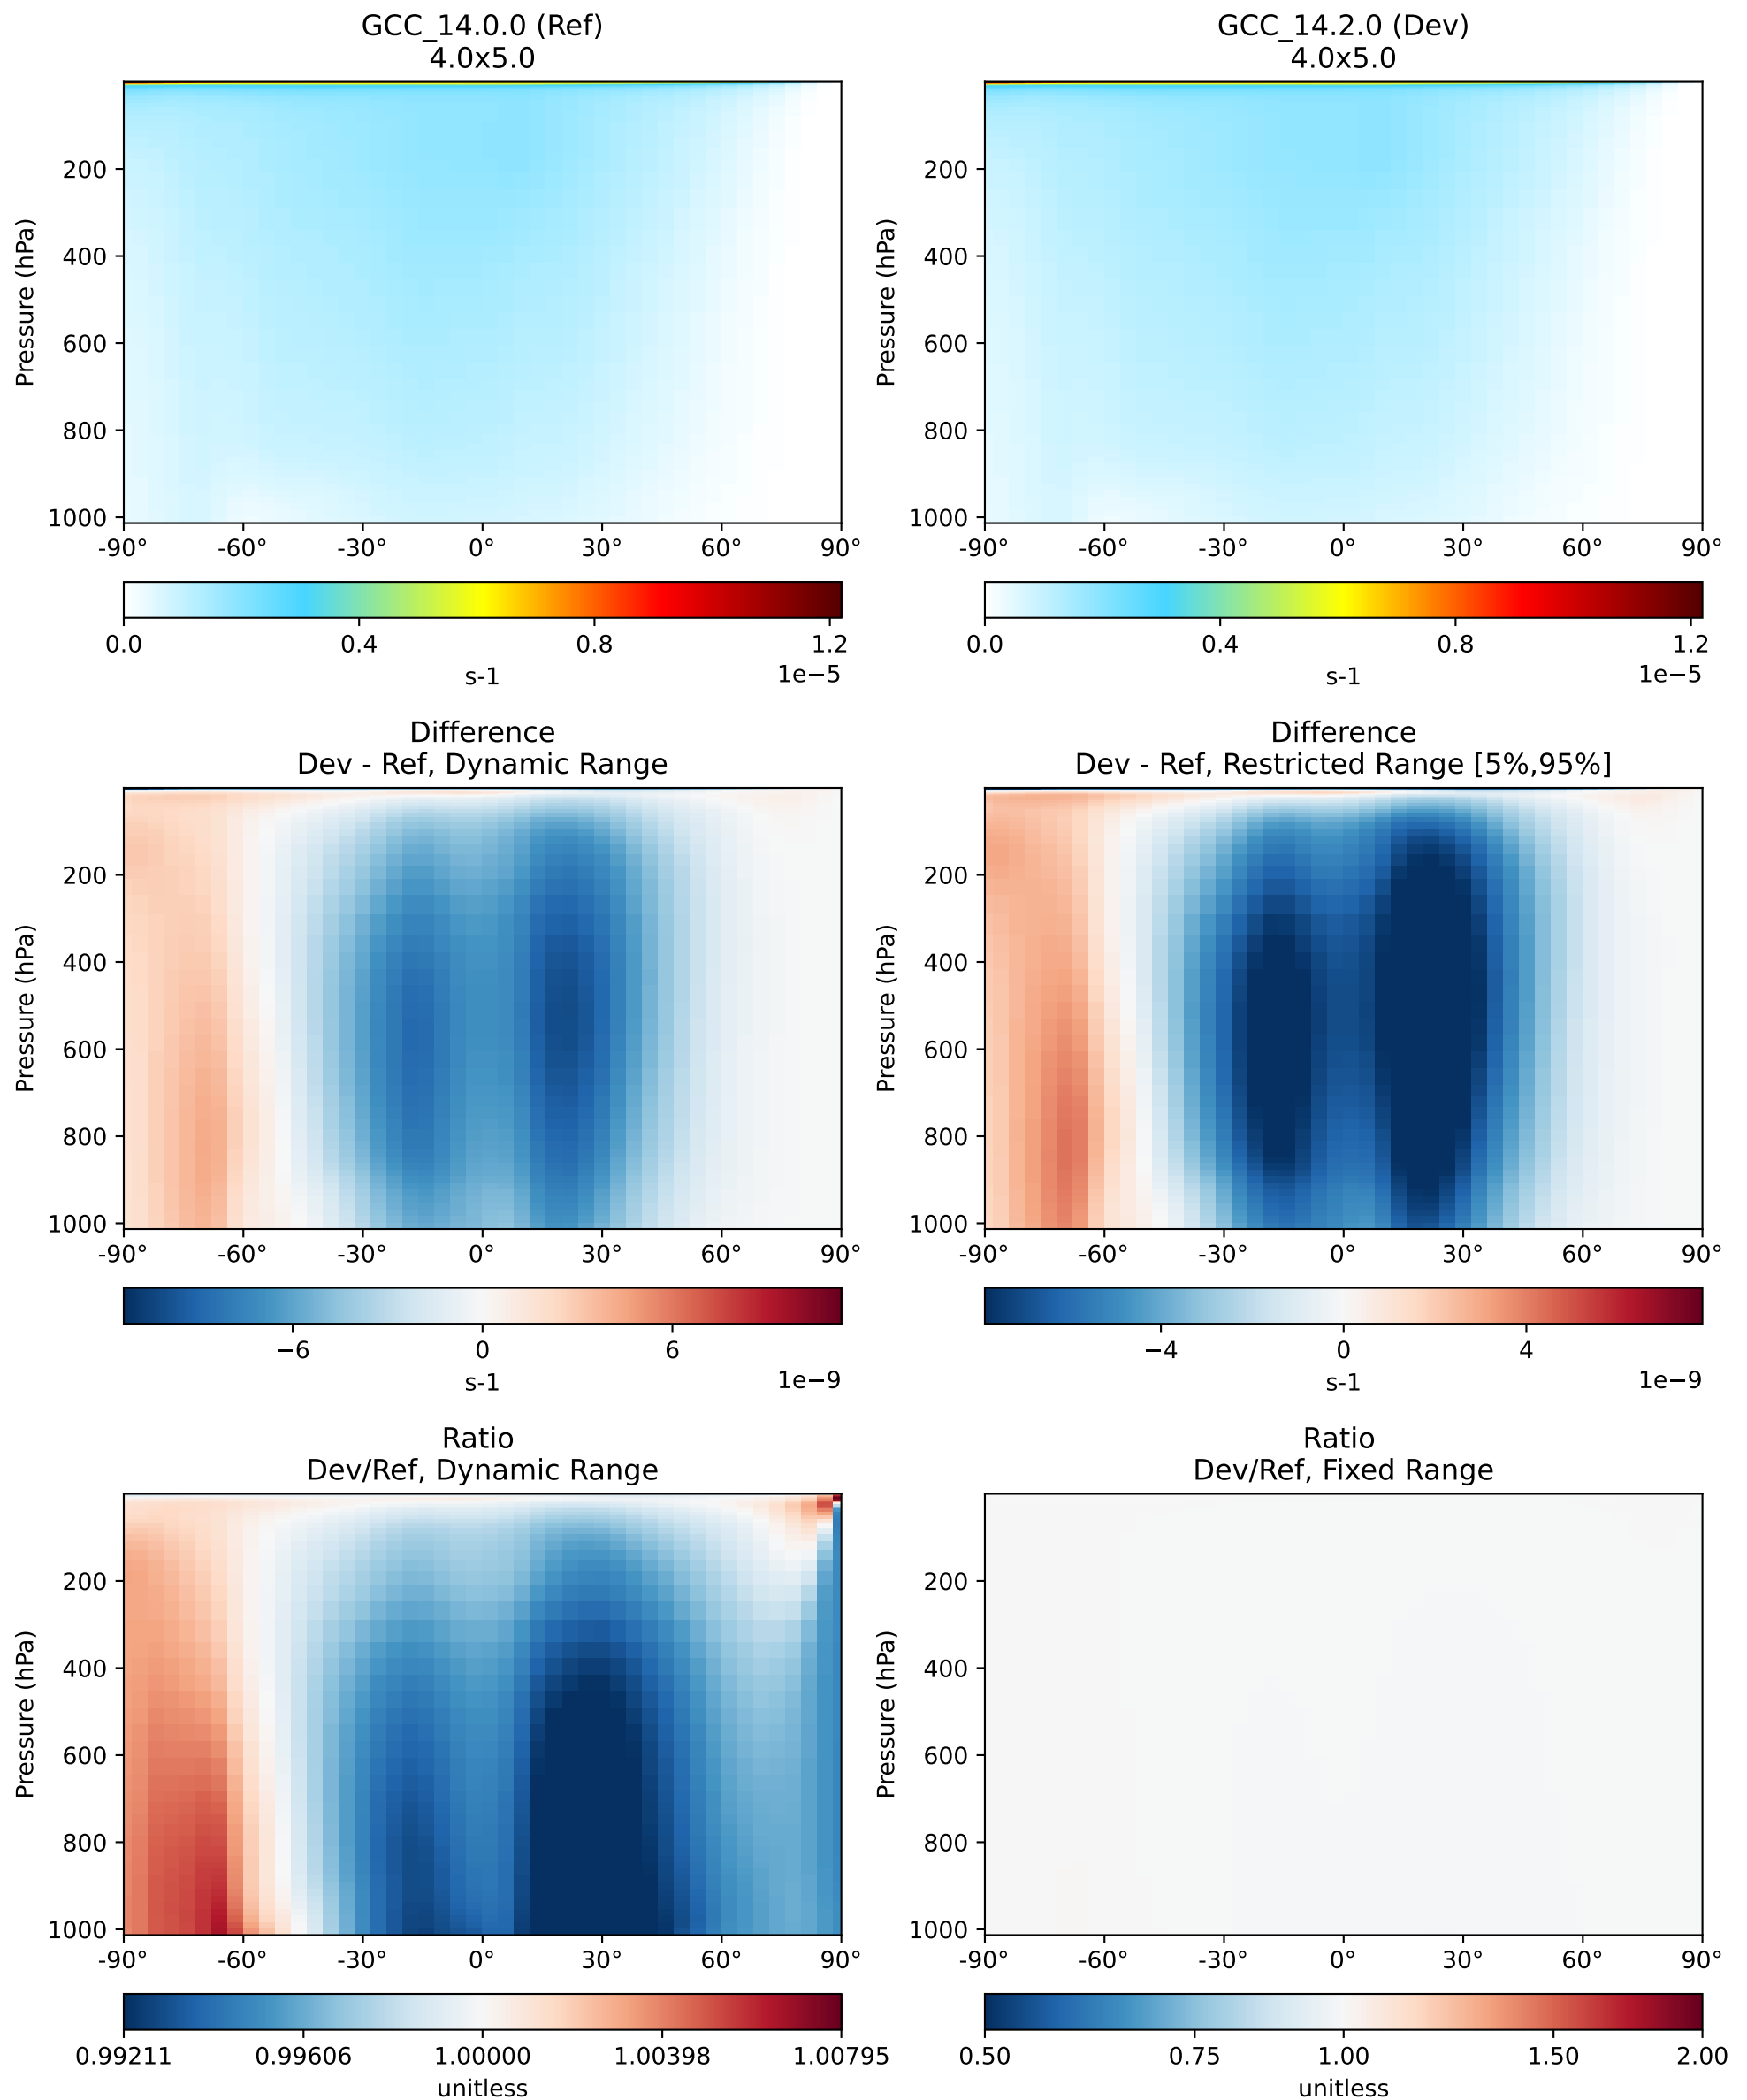 GCC_14.0.0 (Ref)
4.0x5.0
Pressure (hPa)
200
400
600
800
1000
-90° -60° -30° 0° 30° 60° 90°
0.0 0.4 0.8 1.2
1e−5
s-1
GCC_14.2.0 (Dev)
4.0x5.0
Pressure (hPa)
200
400
600
800
1000
-90° -60° -30° 0° 30° 60° 90°
0.0 0.4 0.8 1.2
1e−5
s-1
Difference
Dev - Ref, Dynamic Range
Pressure (hPa)
200
400
600
800
1000
-90° -60° -30° 0° 30° 60° 90°
−6 0 6
1e−9
s-1
Difference
Dev - Ref, Restricted Range [5%,95%]
Pressure (hPa)
200
400
600
800
1000
-90° -60° -30° 0° 30° 60° 90°
−4 0 4
1e−9
s-1
Ratio
Dev/Ref, Dynamic Range
Pressure (hPa)
200
400
600
800
1000
-90° -60° -30° 0° 30° 60° 90°
0.99211 0.99606 1.00000 1.00398 1.00795
unitless
Ratio
Dev/Ref, Fixed Range
Pressure (hPa)
200
400
600
800
1000
-90° -60° -30° 0° 30° 60° 90°
0.50 0.75 1.00 1.50 2.00
unitless